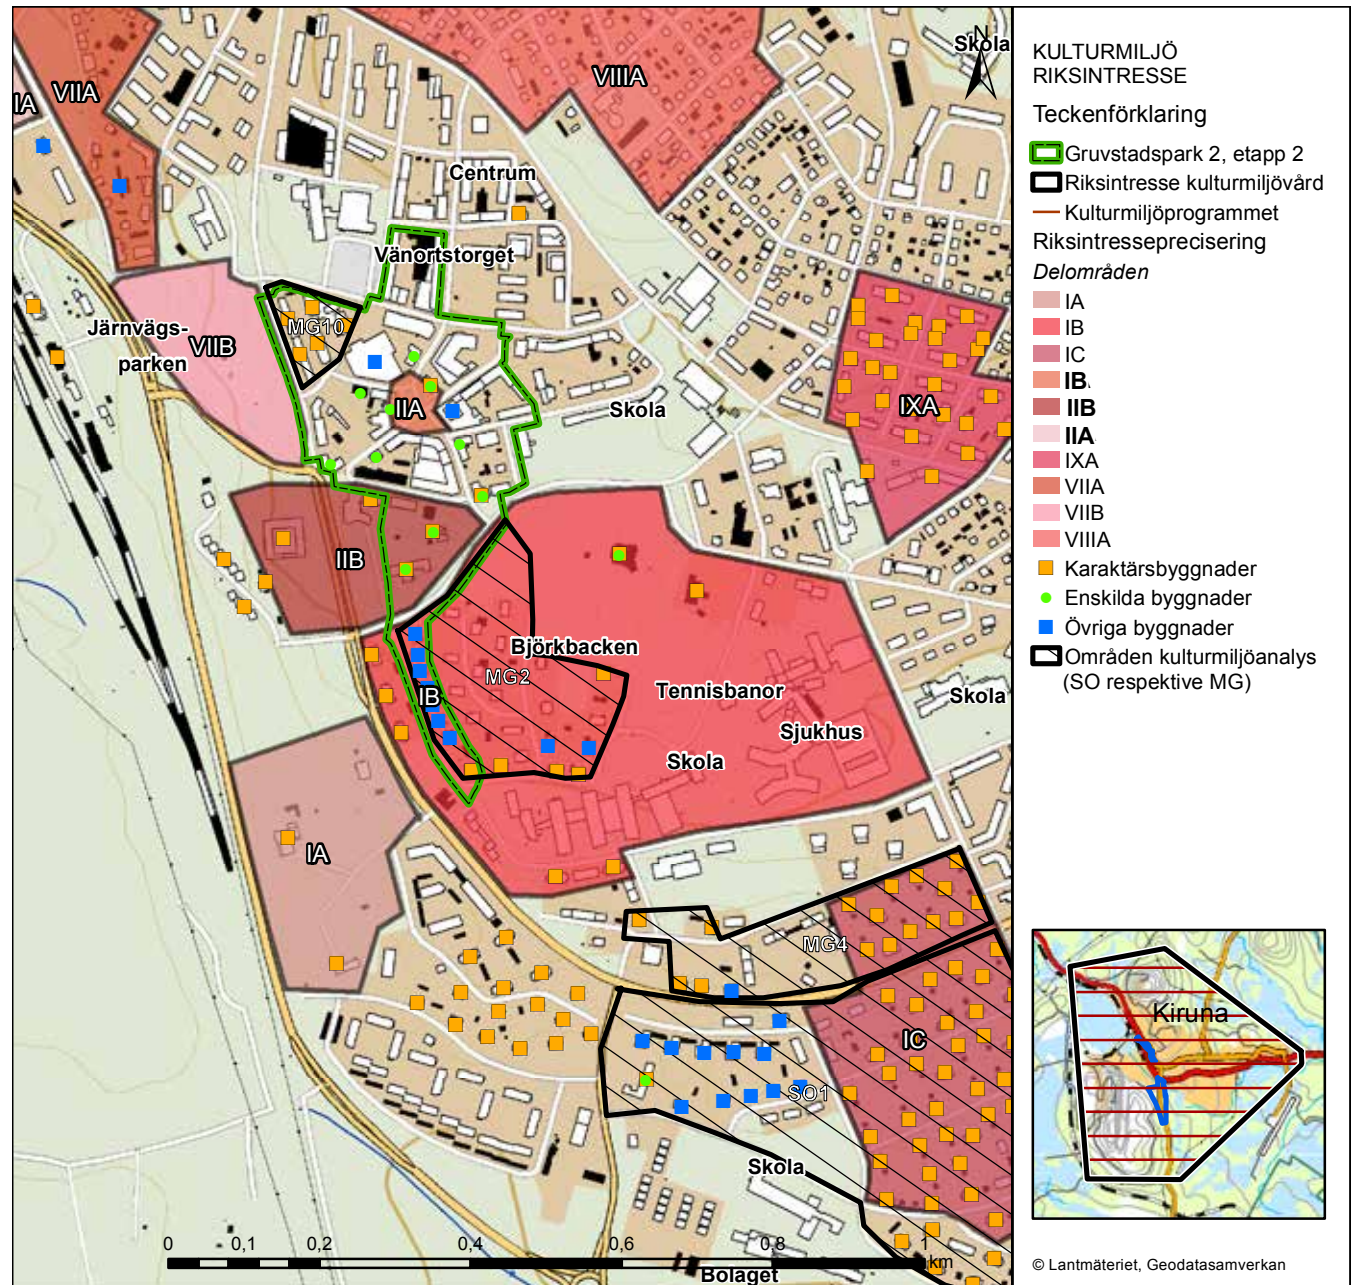 Skola
N
VIIIA
VIIA
IA
Centrum
Vänortstorget
MG10
Järnvägs-
parken
VIIB
IIA
Skola
IXA
IIB
Björkbacken
MG2
Tennisbanor
IB
Skola
Sjukhus
Skola
IA
MG4
IC
SO1
Skola
Bolaget
0
0,1
0,2
0,4
0,6
0,8
1
km
KULTURMILJÖ
RIKSINTRESSE
Teckenförklaring
Gruvstadspark 2, etapp 2
Riksintresse kulturmiljövård
Kulturmiljöprogrammet
Riksintresseprecisering
Delområden
IA
IB
IC
IB
IIB
IIA
IXA
VIIA
VIIB
VIIIA
Karaktärsbyggnader
Enskilda byggnader
Övriga byggnader
Områden kulturmiljöanalys
(SO respektive MG)
Kiruna
© Lantmäteriet, Geodatasamverkan